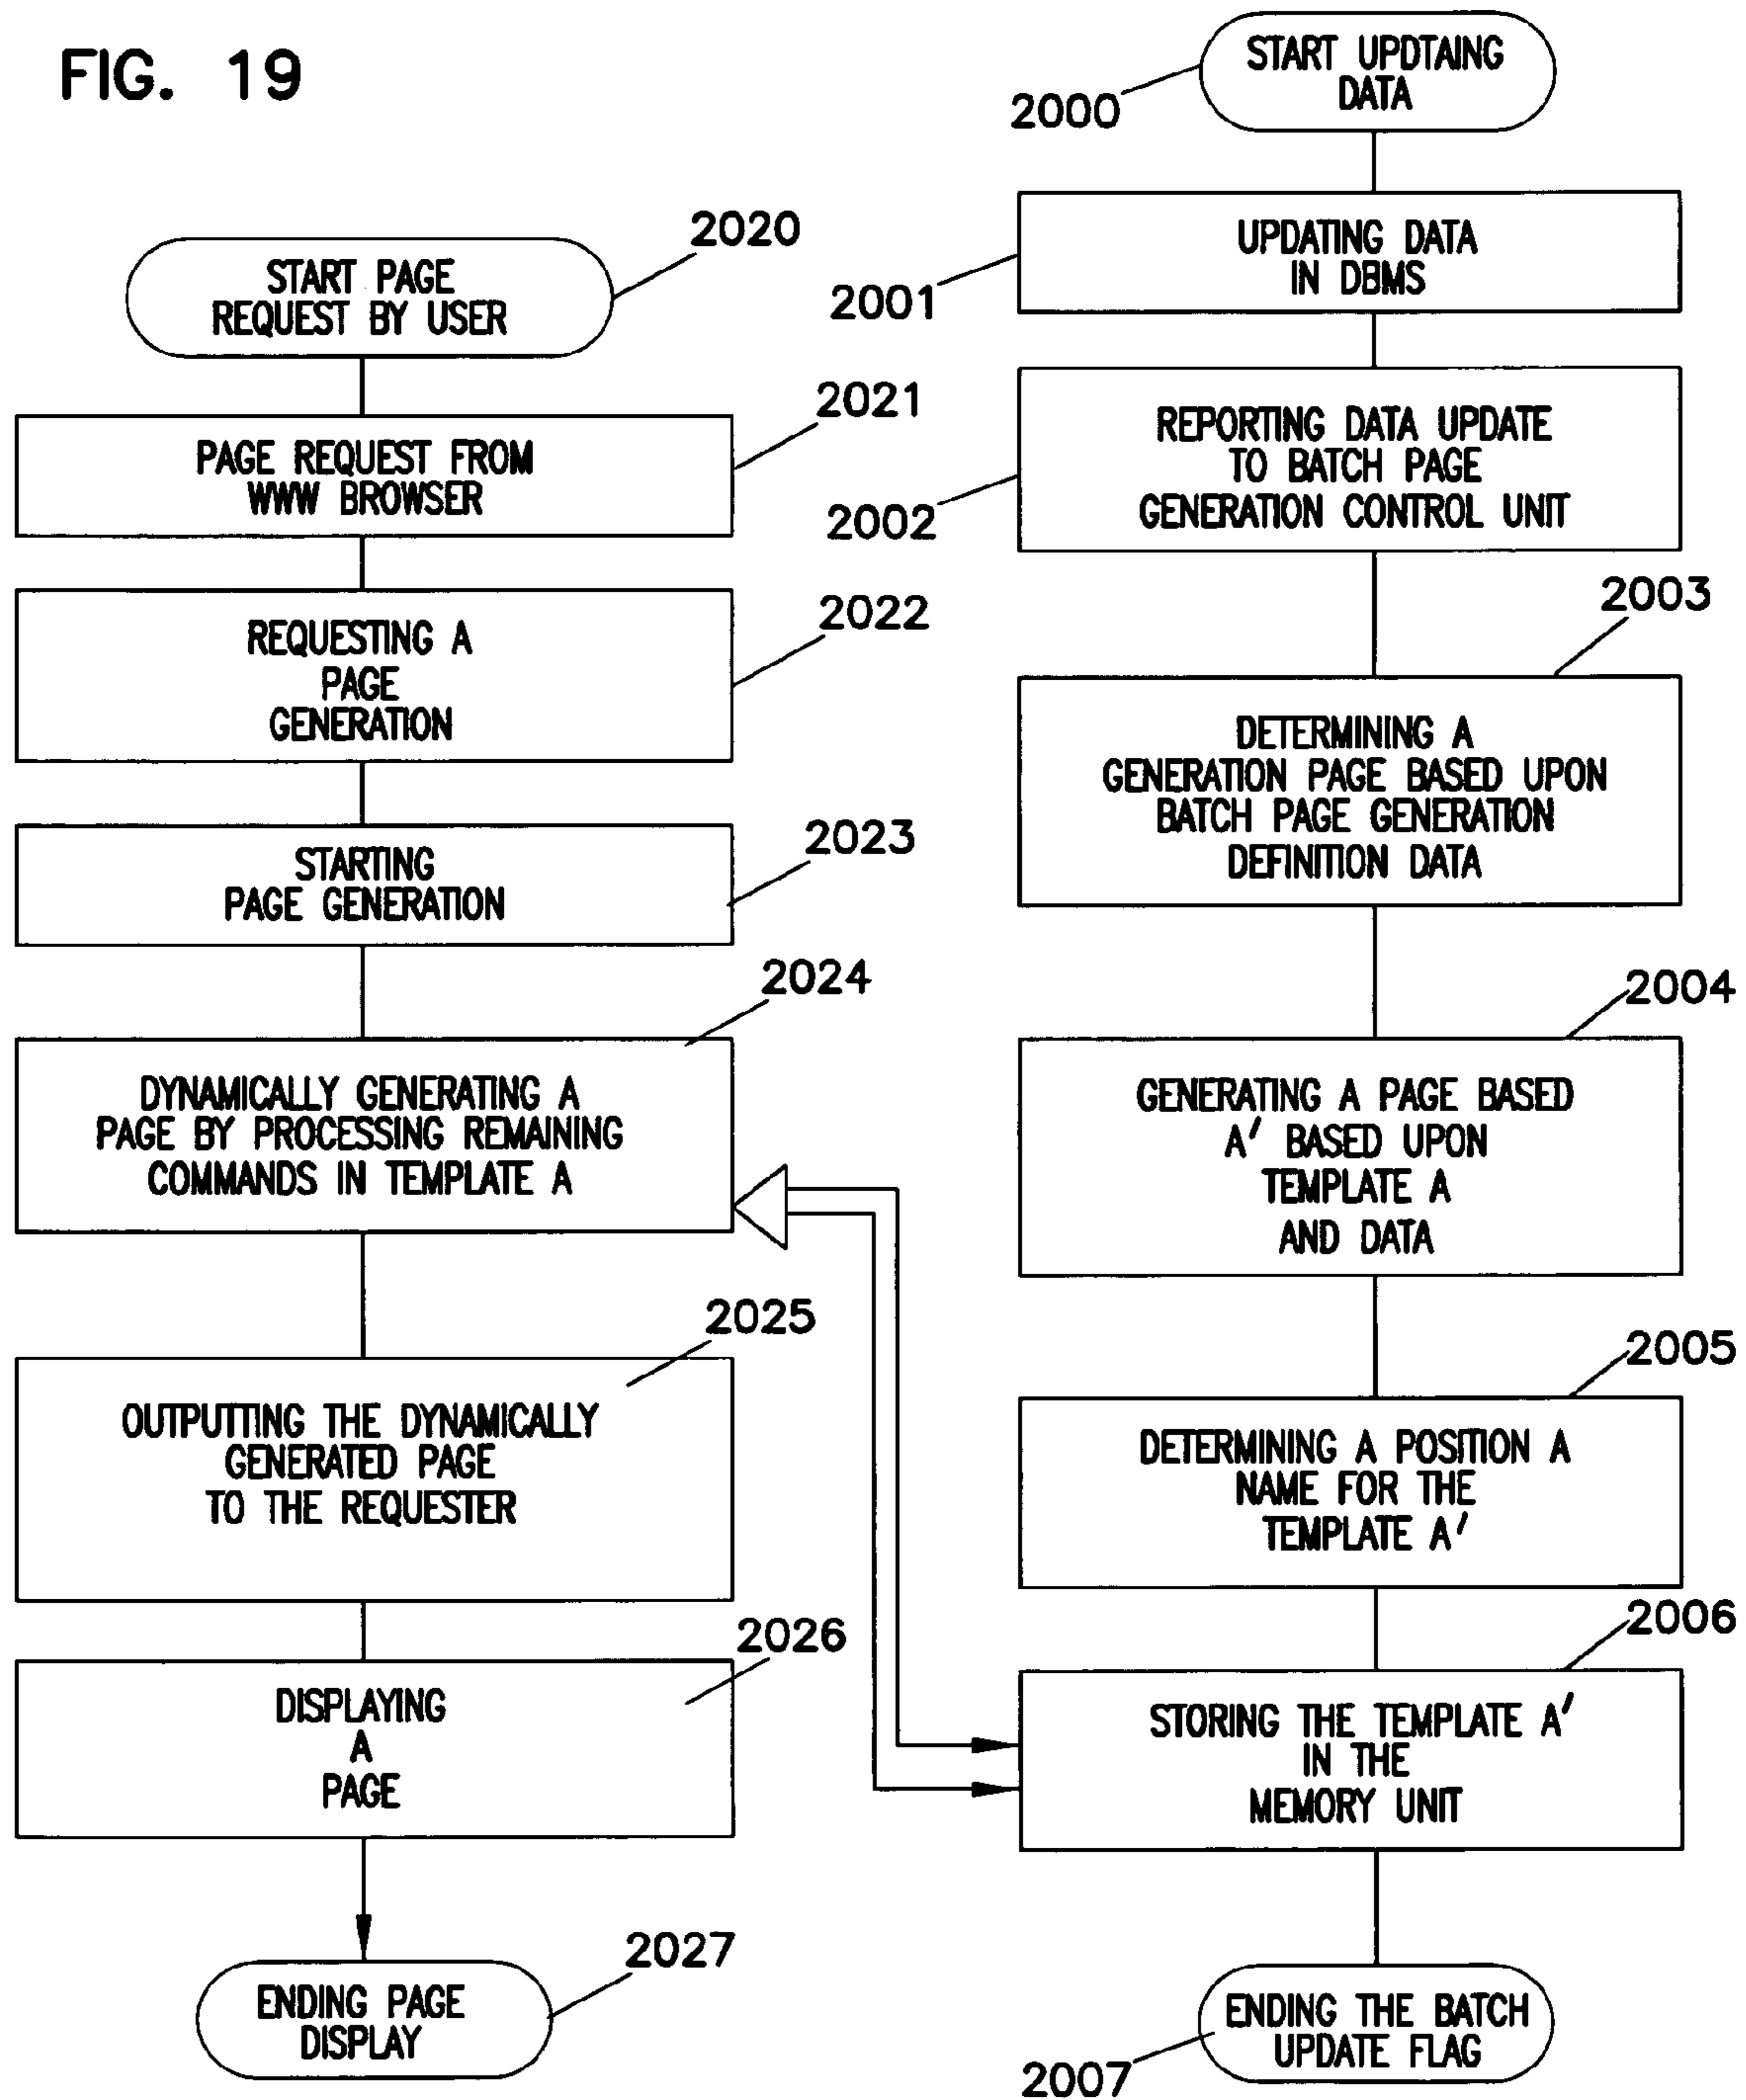 FIG. 19
2020
START PAGE
REQUEST BY USER
2021
PAGE REQUEST FROM
WWW BROWSER
2022
REQUESTING A
PAGE
GENERATION
2023
STARTING
PAGE GENERATION
2024
DYNAMICALLY GENERATING A
PAGE BY PROCESSING REMAINING
COMMANDS IN TEMPLATE A
2025
OUTPUTTING THE DYNAMICALLY
GENERATED PAGE
TO THE REQUESTER
2026
DISPLAYING
A
PAGE
2027
ENDING PAGE
DISPLAY
2000
START UPDTAING
DATA
2001
UPDATING DATA
IN DBMS
2002
REPORTING DATA UPDATE
TO BATCH PAGE
GENERATION CONTROL UNIT
2003
DETERMINING A
GENERATION PAGE BASED UPON
BATCH PAGE GENERATION
DEFINITION DATA
2004
GENERATING A PAGE BASED
A' BASED UPON
TEMPLATE A
AND DATA
2005
DETERMINING A POSITION A
NAME FOR THE
TEMPLATE A'
2006
STORING THE TEMPLATE A'
IN THE
MEMORY UNIT
2007
ENDING THE BATCH
UPDATE FLAG